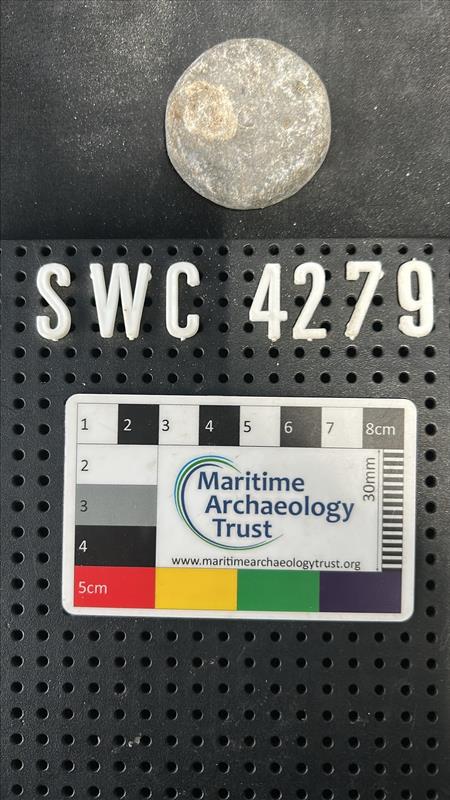 SWC 4279
1 2 3 4 5 6 7 8cm
2
3
4
5cm
30mm
Maritime
Archaeology
Trust
www.maritimearchaeologytrust.org